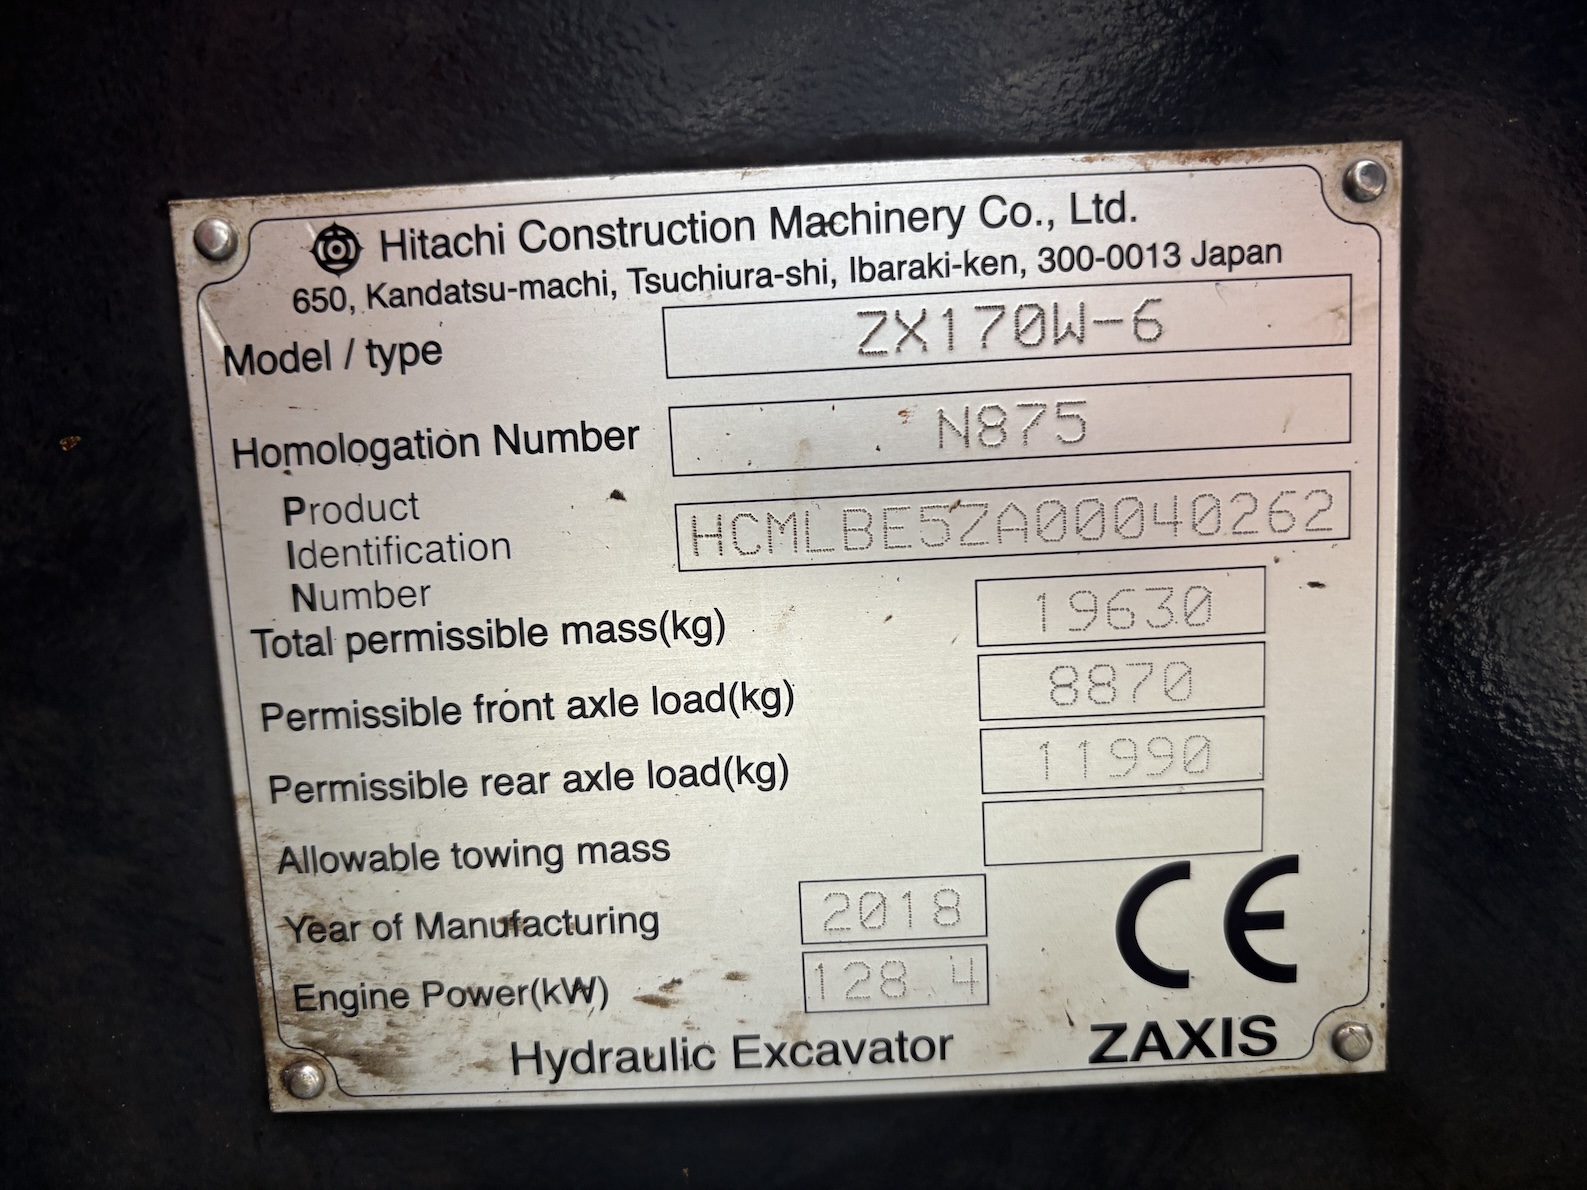 Hitachi Construction Machinery Co., Ltd.
650, Kandatsu-machi, Tsuchiura-shi, Ibaraki-ken, 300-0013 Japan
Model / type ZX170W-6
Homologation Number N875
Product
Identification HCMLBE5ZA00040262
Number
Total permissible mass(kg) 19630
Permissible front axle load(kg) 8870
Permissible rear axle load(kg) 11990
Allowable towing mass
Year of Manufacturing 2018
Engine Power(kW) 128.4
CE
Hydraulic Excavator ZAXIS